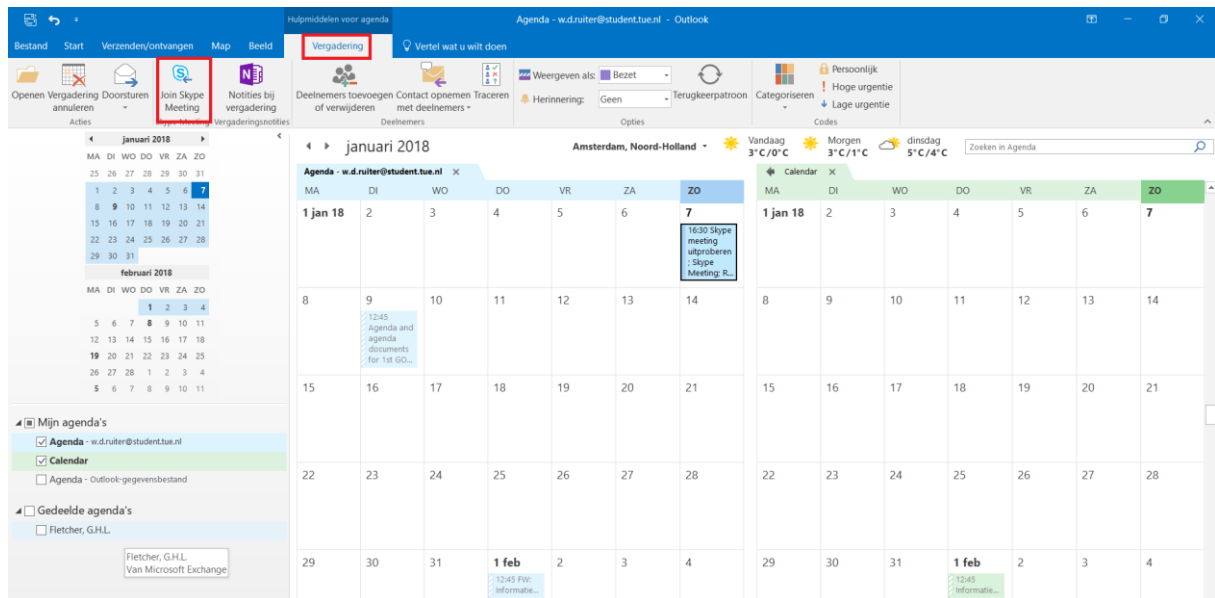 Hulpmiddelen voor agenda
Agenda - w.d.ruiter@student.tue.nl - Outlook
Bestand Start Verzenden/ontvangen Map Beeld Vergadering Vertel wat u wilt doen
Openen
Vergadering annuleren
Doorsturen
Acties
Join Skype Meeting
Skype Meeting
Notities bij vergadering
Vergaderingsnotities
Deelnemers toevoegen of verwijderen
Contact opnemen met deelnemers
Traceren
Deelnemers
Weergeven als: Bezet
Herinnering: Geen
Terugkeerpatroon
Opties
Categoriseren
Persoonlijk
Hoge urgentie
Lage urgentie
Codes
januari 2018
MA DI WO DO VR ZA ZO
25 26 27 28 29 30 31
1 2 3 4 5 6 7
8 9 10 11 12 13 14
15 16 17 18 19 20 21
22 23 24 25 26 27 28
29 30 31
februari 2018
MA DI WO DO VR ZA ZO
1 2 3 4
5 6 7 8 9 10 11
12 13 14 15 16 17 18
19 20 21 22 23 24 25
26 27 28 1 2 3 4
5 6 7 8 9 10 11
Mijn agenda's
Agenda - w.d.ruiter@student.tue.nl
Calendar
Agenda - Outlook-gegevensbestand
Gedeelde agenda's
Fletcher, G.H.L.
Fletcher, G.H.L.
Van Microsoft Exchange
januari 2018
Amsterdam, Noord-Holland
Vandaag
3°C/0°C
Morgen
3°C/1°C
dinsdag
5°C/4°C
Zoeken in Agenda
Agenda - w.d.ruiter@student.tue.nl
MA DI WO DO VR ZA ZO
1 jan 18 2 3 4 5 6 7
16:30 Skype
meeting
uitproberen
; Skype
Meeting; R...
8 9 10 11 12 13 14
12:45
Agenda and
agenda
documents
for 1st GO...
15 16 17 18 19 20 21
22 23 24 25 26 27 28
29 30 31 1 feb 2 3 4
12:45 FW:
Informatie...
Calendar
MA DI WO DO VR ZA ZO
1 jan 18 2 3 4 5 6 7
8 9 10 11 12 13 14
15 16 17 18 19 20 21
22 23 24 25 26 27 28
29 30 31 1 feb 2 3 4
12:45
Informatie...